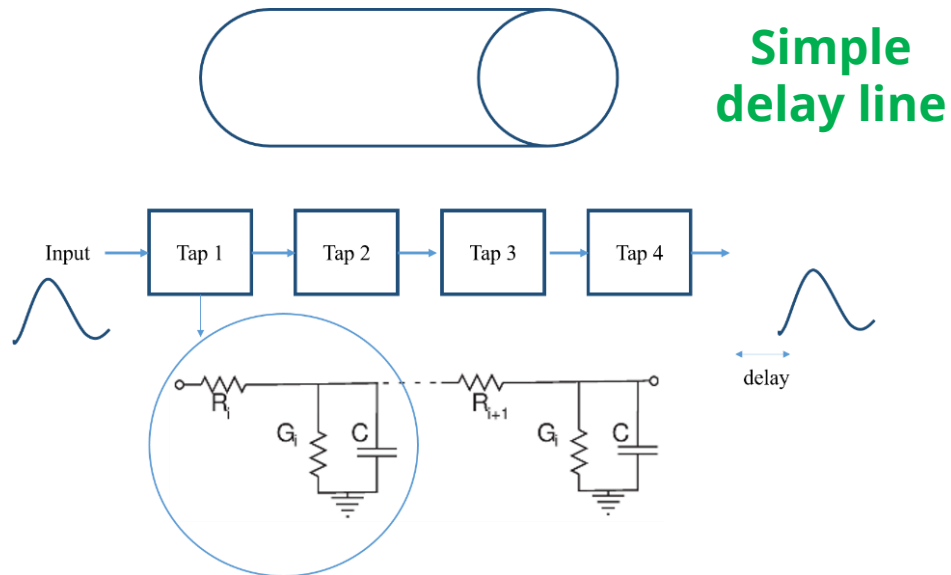 Simple
delay line
Input
Tap 1
Tap 2
Tap 3
Tap 4
delay
Ri
Gi
C
Ri+1
Gi
C